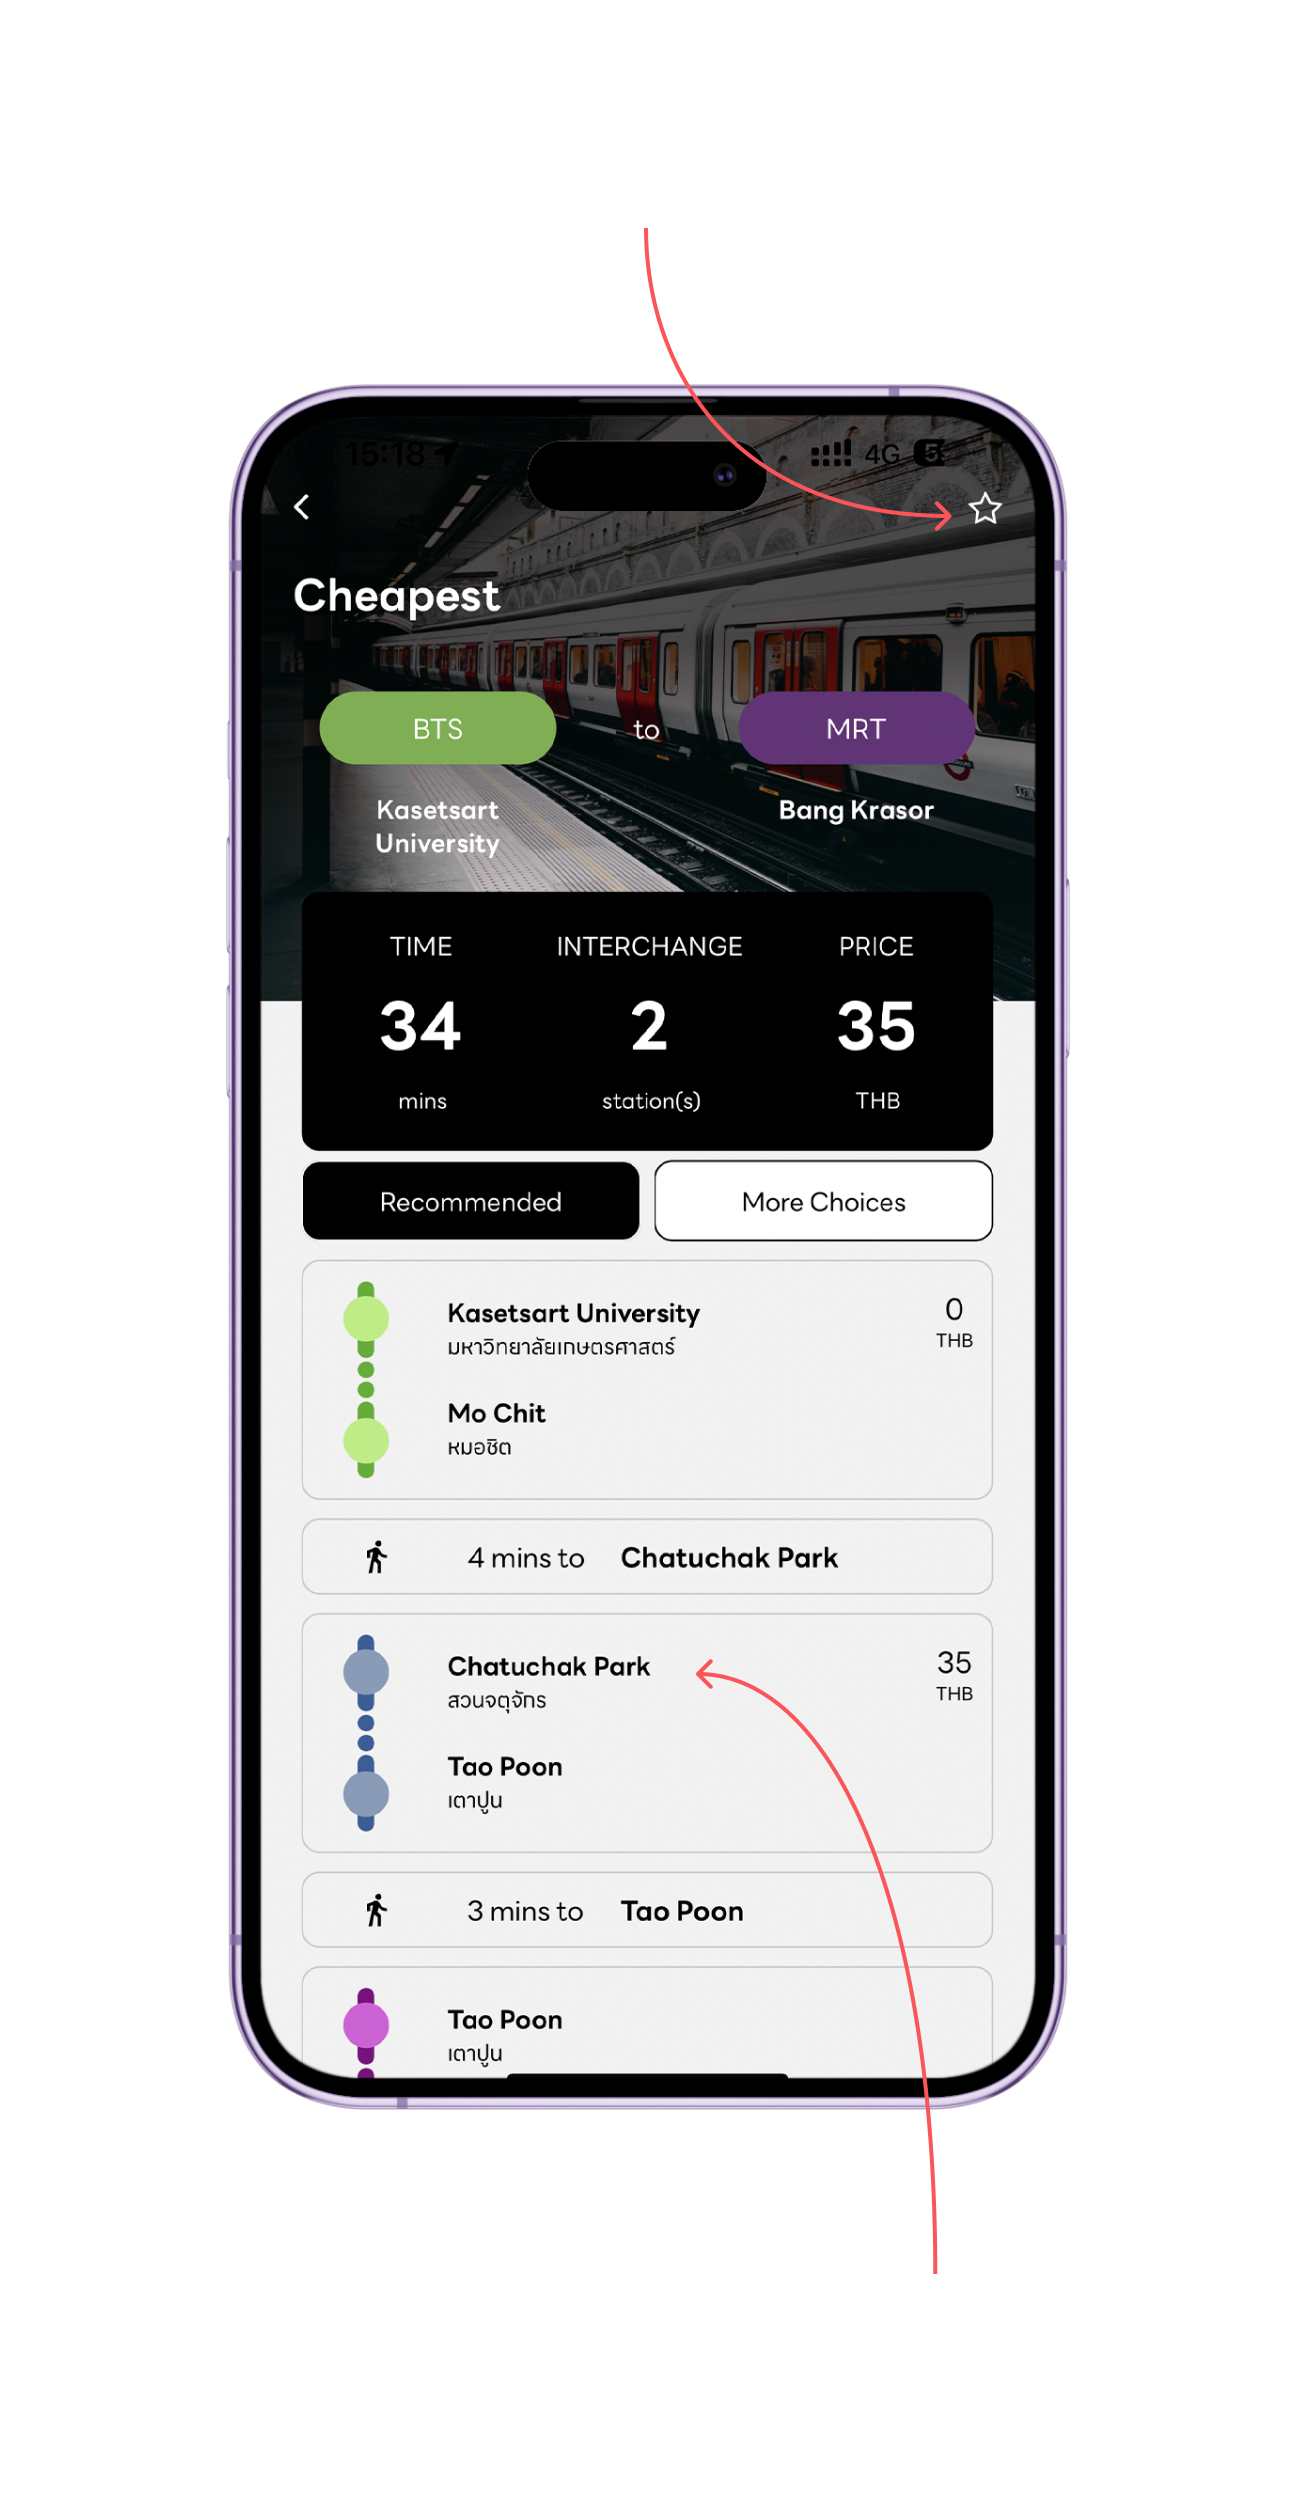 15:18
4G 5
Cheapest
BTS to MRT
Kasetsart
University
Bang Krasor
TIME INTERCHANGE PRICE
34 2 35
mins station(s) THB
Recommended More Choices
Kasetsart University 0
มหาวิทยาลัยเกษตรศาสตร์ THB
Mo Chit
หมอชิต
4 mins to Chatuchak Park
Chatuchak Park 35
สวนจตุจักร THB
Tao Poon
เตาปูน
3 mins to Tao Poon
Tao Poon
เตาปูน